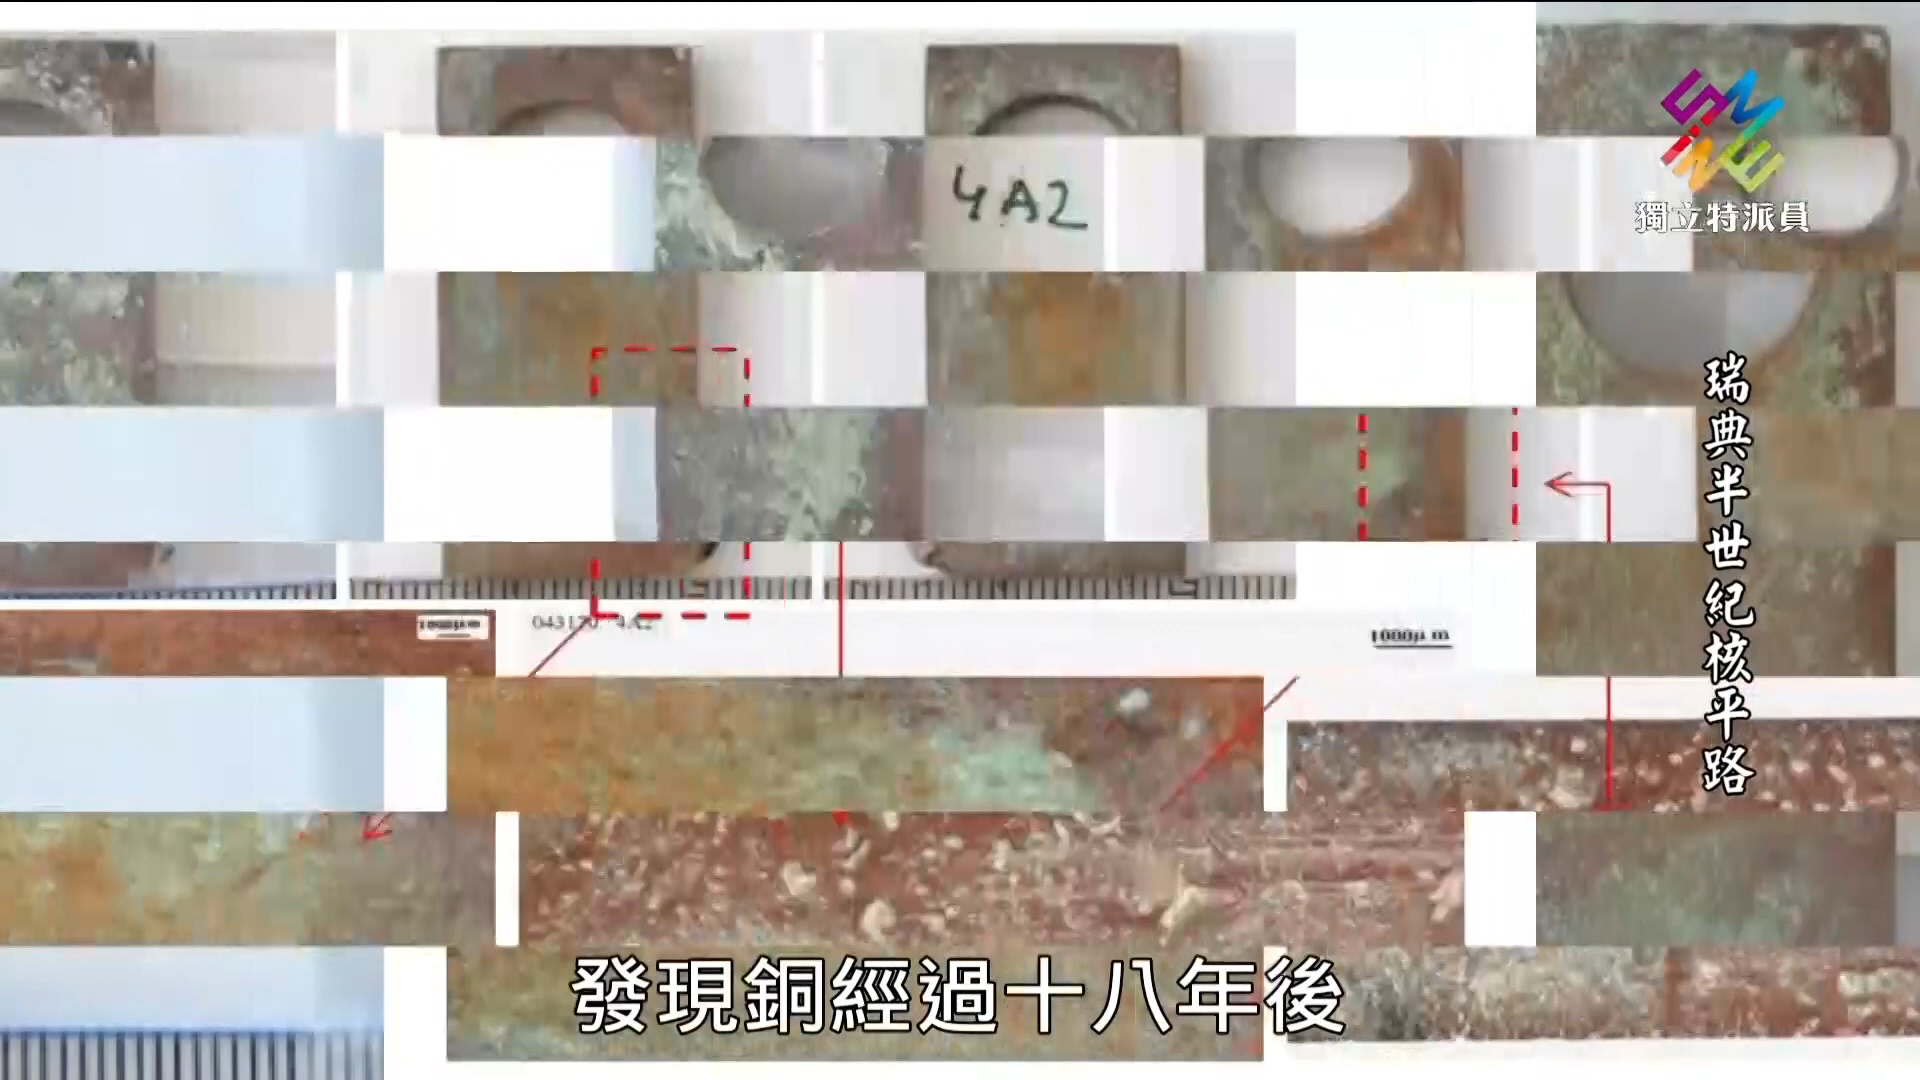 獨立特派員
4A2
瑞典半世紀核平路
1000µm
發現銅經過十八年後